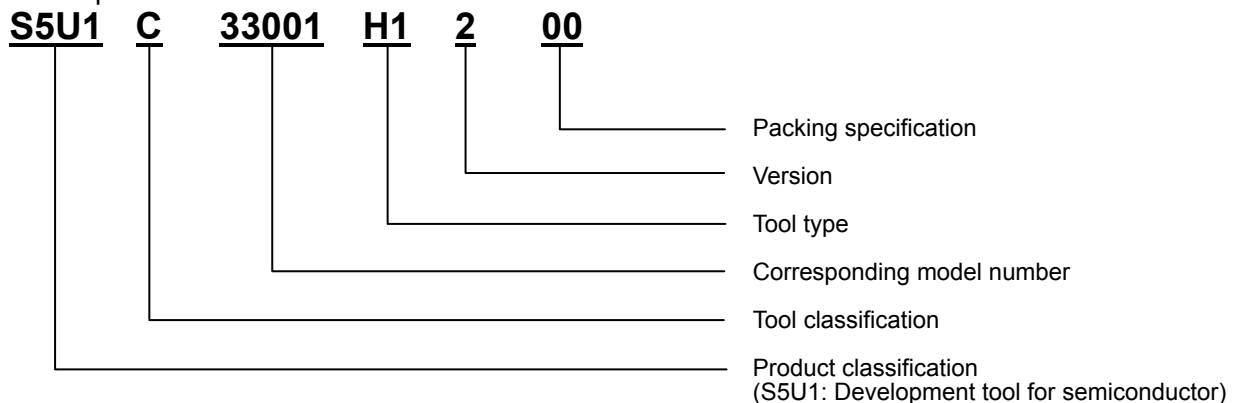 S5U1 C 33001 H1 2 00
Packing specification
Version
Tool type
Corresponding model number
Tool classification
Product classification
(S5U1: Development tool for semiconductor)